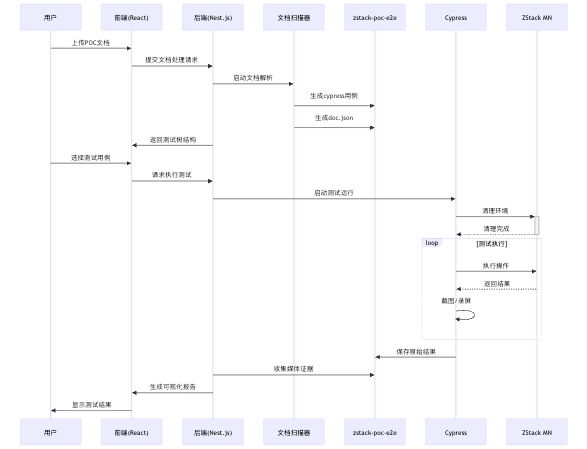 用户
前端(React)
后端(Nest.js)
文档扫描器
zstack-poc-e2e
Cypress
ZStack MN
上传POC文档
提交文档处理请求
启动文档解析
生成cypress用例
生成doc.json
返回测试树结构
选择测试用例
请求执行测试
启动测试运行
清理环境
清理完成
loop
[测试执行]
执行操作
返回结果
截图/录屏
保存原始结果
收集媒体证据
生成可视化报告
显示测试结果
用户
前端(React)
后端(Nest.js)
文档扫描器
zstack-poc-e2e
Cypress
ZStack MN